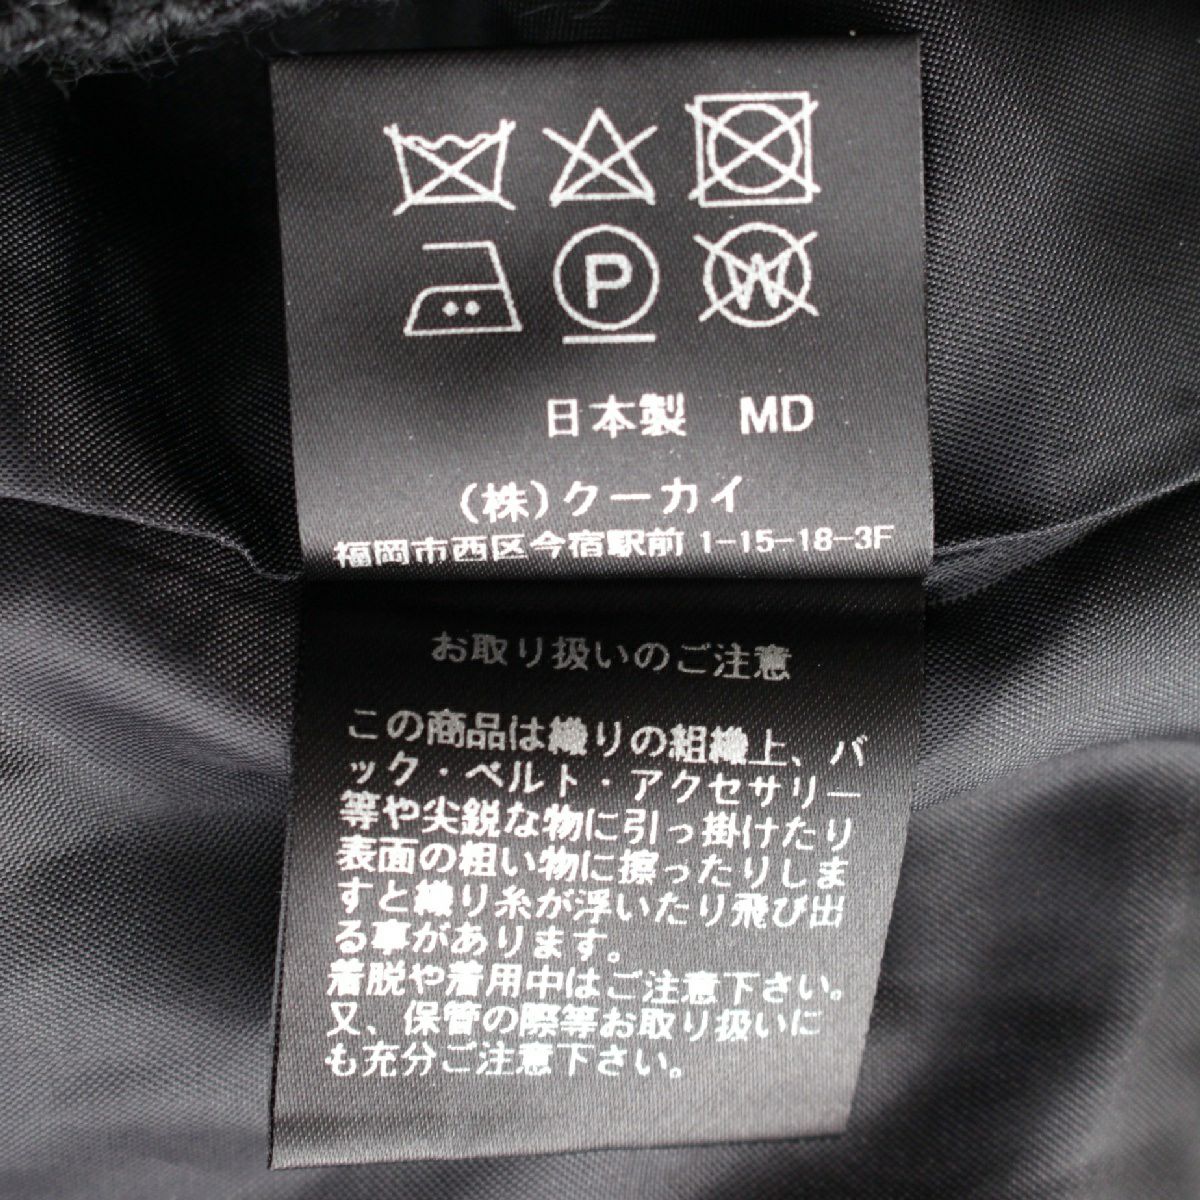 P W
日本製 MD
(株)クーカイ
福岡市西区今宿駅前 1-15-18-3F
お取り扱いのご注意
この商品は織りの組織上、バ
ック・ベルト・アクセサリー
等や尖鋭な物に引っ掛けたり
表面の粗い物に擦ったりしま
すと織り糸が浮いたり飛び出
る事があります。
着脱や着用中はご注意下さい。
又、保管の際等お取り扱いに
も充分ご注意下さい。